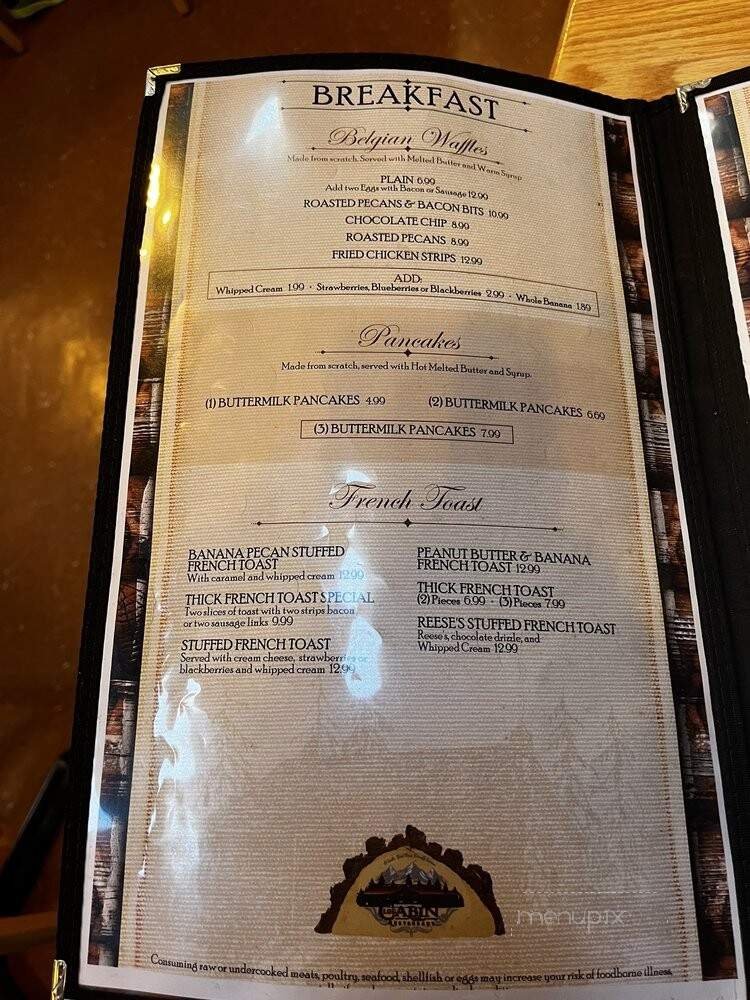 BREAKFAST
Belgian Waffles
Made from scratch. Served with Melted Butter and Warm Syrup
PLAIN 6.99
Add two Eggs with Bacon or Sausage 12.99
ROASTED PECANS & BACON BITS 10.99
CHOCOLATE CHIP 8.99
ROASTED PECANS 8.99
FRIED CHICKEN STRIPS 12.99
ADD:
Whipped Cream 1.99 · Strawberries, Blueberries or Blackberries 2.99 · Whole Banana 1.89
Pancakes
Made from scratch, served with Hot Melted Butter and Syrup.
(1) BUTTERMILK PANCAKES 4.99
(2) BUTTERMILK PANCAKES 6.69
(3) BUTTERMILK PANCAKES 7.99
French Toast
BANANA PECAN STUFFED
FRENCH TOAST
With caramel and whipped cream 12.99
THICK FRENCH TOAST SPECIAL
Two slices of toast with two strips bacon
or two sausage links 9.99
STUFFED FRENCH TOAST
Served with cream cheese, strawberries or
blackberries and whipped cream 12.99
PEANUT BUTTER & BANANA
FRENCH TOAST 12.99
THICK FRENCH TOAST
(2) Pieces 6.99 · (3) Pieces 7.99
REESE'S STUFFED FRENCH TOAST
Reese's, chocolate drizle, and
Whipped Cream 12.99
CABIN
RESTAURANT
menupix
Consuming raw or undercooked meats, poultry, seafood, shellfish or eggs may increase your risk of foodborne illness,